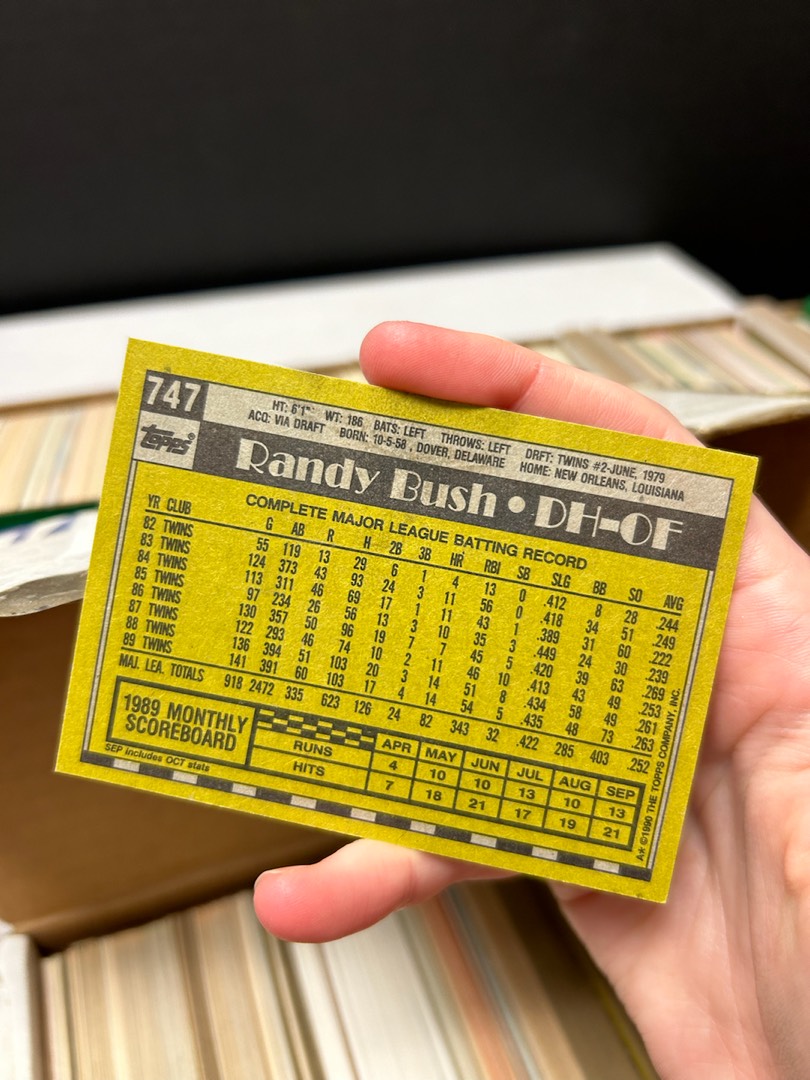 747
HT: 6'1" WT: 186 BATS: LEFT THROWS: LEFT DRFT: TWINS #2-JUNE, 1979
ACQ: VIA DRAFT BORN: 10-5-58 , DOVER, DELAWARE HOME: NEW ORLEANS, LOUISIANA
topps®
Randy Bush • DH-OF
COMPLETE MAJOR LEAGUE BATTING RECORD
YR CLUB G AB R H 2B 3B HR RBI SB SLG BB SO AVG
82 TWINS 55 119 13 29 6 1 4 13 0 .412 8 28 .244
83 TWINS 124 373 43 93 24 3 11 56 0 .418 34 51 .249
84 TWINS 113 311 46 69 17 1 11 43 1 .389 31 60 .222
85 TWINS 97 234 26 56 13 3 10 35 3 .449 24 30 .239
86 TWINS 130 357 50 96 19 7 7 45 5 .420 39 63 .269
87 TWINS 122 293 46 74 10 2 11 46 10 .413 43 49 .253
88 TWINS 136 394 51 103 20 3 14 51 8 .434 58 49 .261
89 TWINS 141 391 60 103 17 4 14 54 5 .435 48 73 .263
MAJ. LEA. TOTALS 918 2472 335 623 126 24 82 343 32 .422 285 403 .252
1989 MONTHLY
SCOREBOARD
APR MAY JUN JUL AUG SEP
RUNS 4 10 10 13 10 13
HITS 7 18 21 17 19 21
SEP includes OCT stats
A* ©1990 THE TOPPS COMPANY, INC.